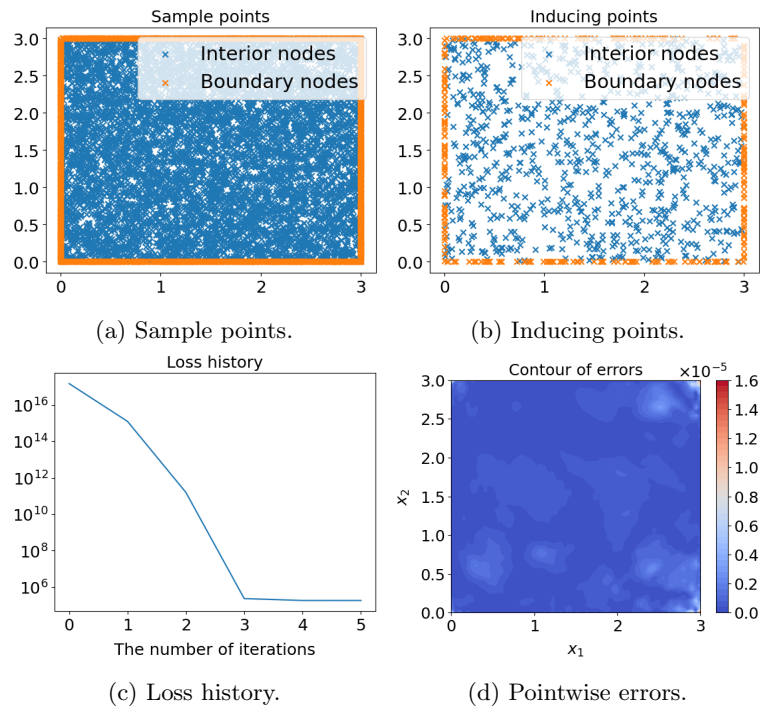 Sample points
Interior nodes
Boundary nodes
3.0
2.5
2.0
1.5
1.0
0.5
0.0
0 1 2 3
(a) Sample points.
Inducing points
Interior nodes
Boundary nodes
3.0
2.5
2.0
1.5
1.0
0.5
0.0
0 1 2 3
(b) Inducing points.
Loss history
10^16
10^14
10^12
10^10
10^8
10^6
0 1 2 3 4 5
The number of iterations
(c) Loss history.
Contour of errors
×10^-5
3.0
2.5
2.0
1.5
1.0
0.5
0.0
x_2
0 1 2 3
x_1
1.6
1.4
1.2
1.0
0.8
0.6
0.4
0.2
0.0
(d) Pointwise errors.